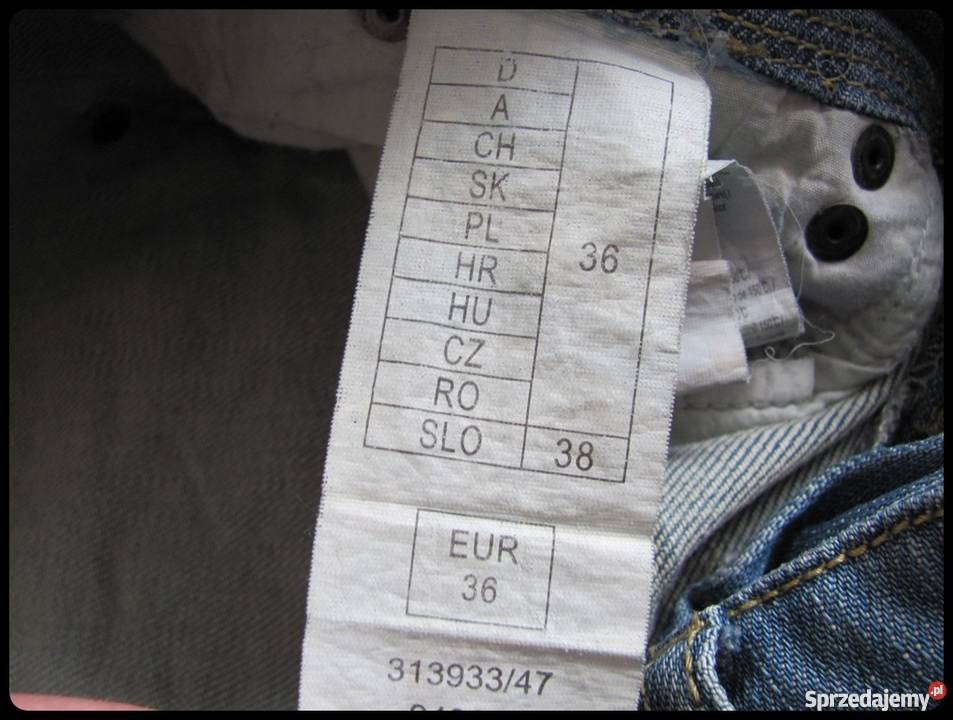 D
A
CH
SK
PL
HR
HU
CZ
RO
36
SLO 38
EUR
36
313933/47
Sprzedajemy.pl